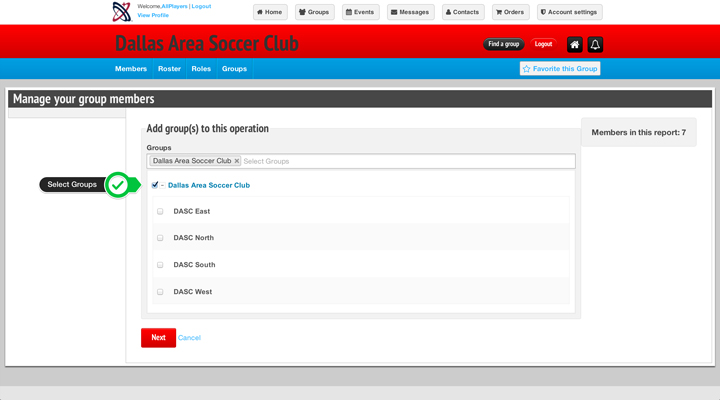 Welcome,AllPlayers | Logout
View Profile
Home
Groups
Events
Messages
Contacts
Orders
Account settings
Dallas Area Soccer Club
Find a group
Logout
Members
Roster
Roles
Groups
Favorite this Group
Manage your group members
Add group(s) to this operation
Members in this report: 7
Groups
Dallas Area Soccer Club × Select Groups
Select Groups
- Dallas Area Soccer Club
DASC East
DASC North
DASC South
DASC West
Next
Cancel